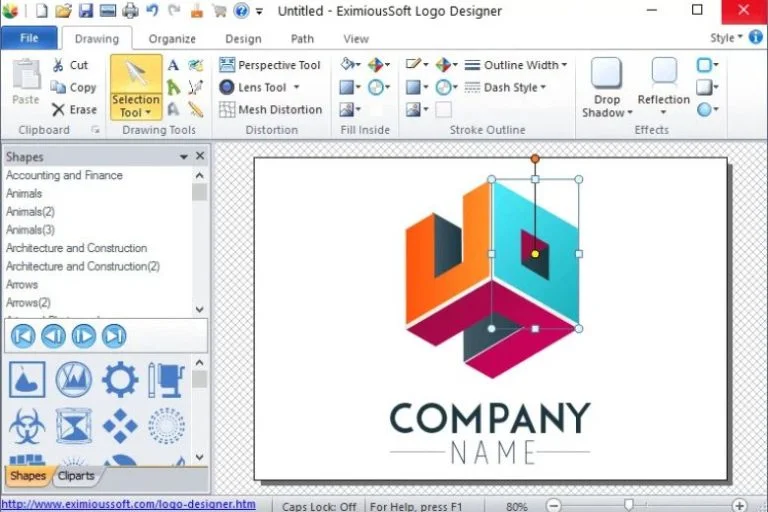 Untitled - EximiousSoft Logo Designer
File Drawing Organize Design Path View Style
Paste
Cut
Copy
Erase
Clipboard
Selection
Tool
Drawing Tools
Perspective Tool
Lens Tool
Mesh Distortion
Distortion
Fill Inside
Outline Width
Dash Style
Stroke Outline
Drop
Shadow
Reflection
Effects
Shapes
Accounting and Finance
Animals
Animals(2)
Animals(3)
Architecture and Construction
Architecture and Construction(2)
Arrows
Arrows(2)
COMPANY
NAME
Shapes Cliparts
http://www.eximioussoft.com/logo-designer.htm Caps Lock: Off For Help, press F1 80%